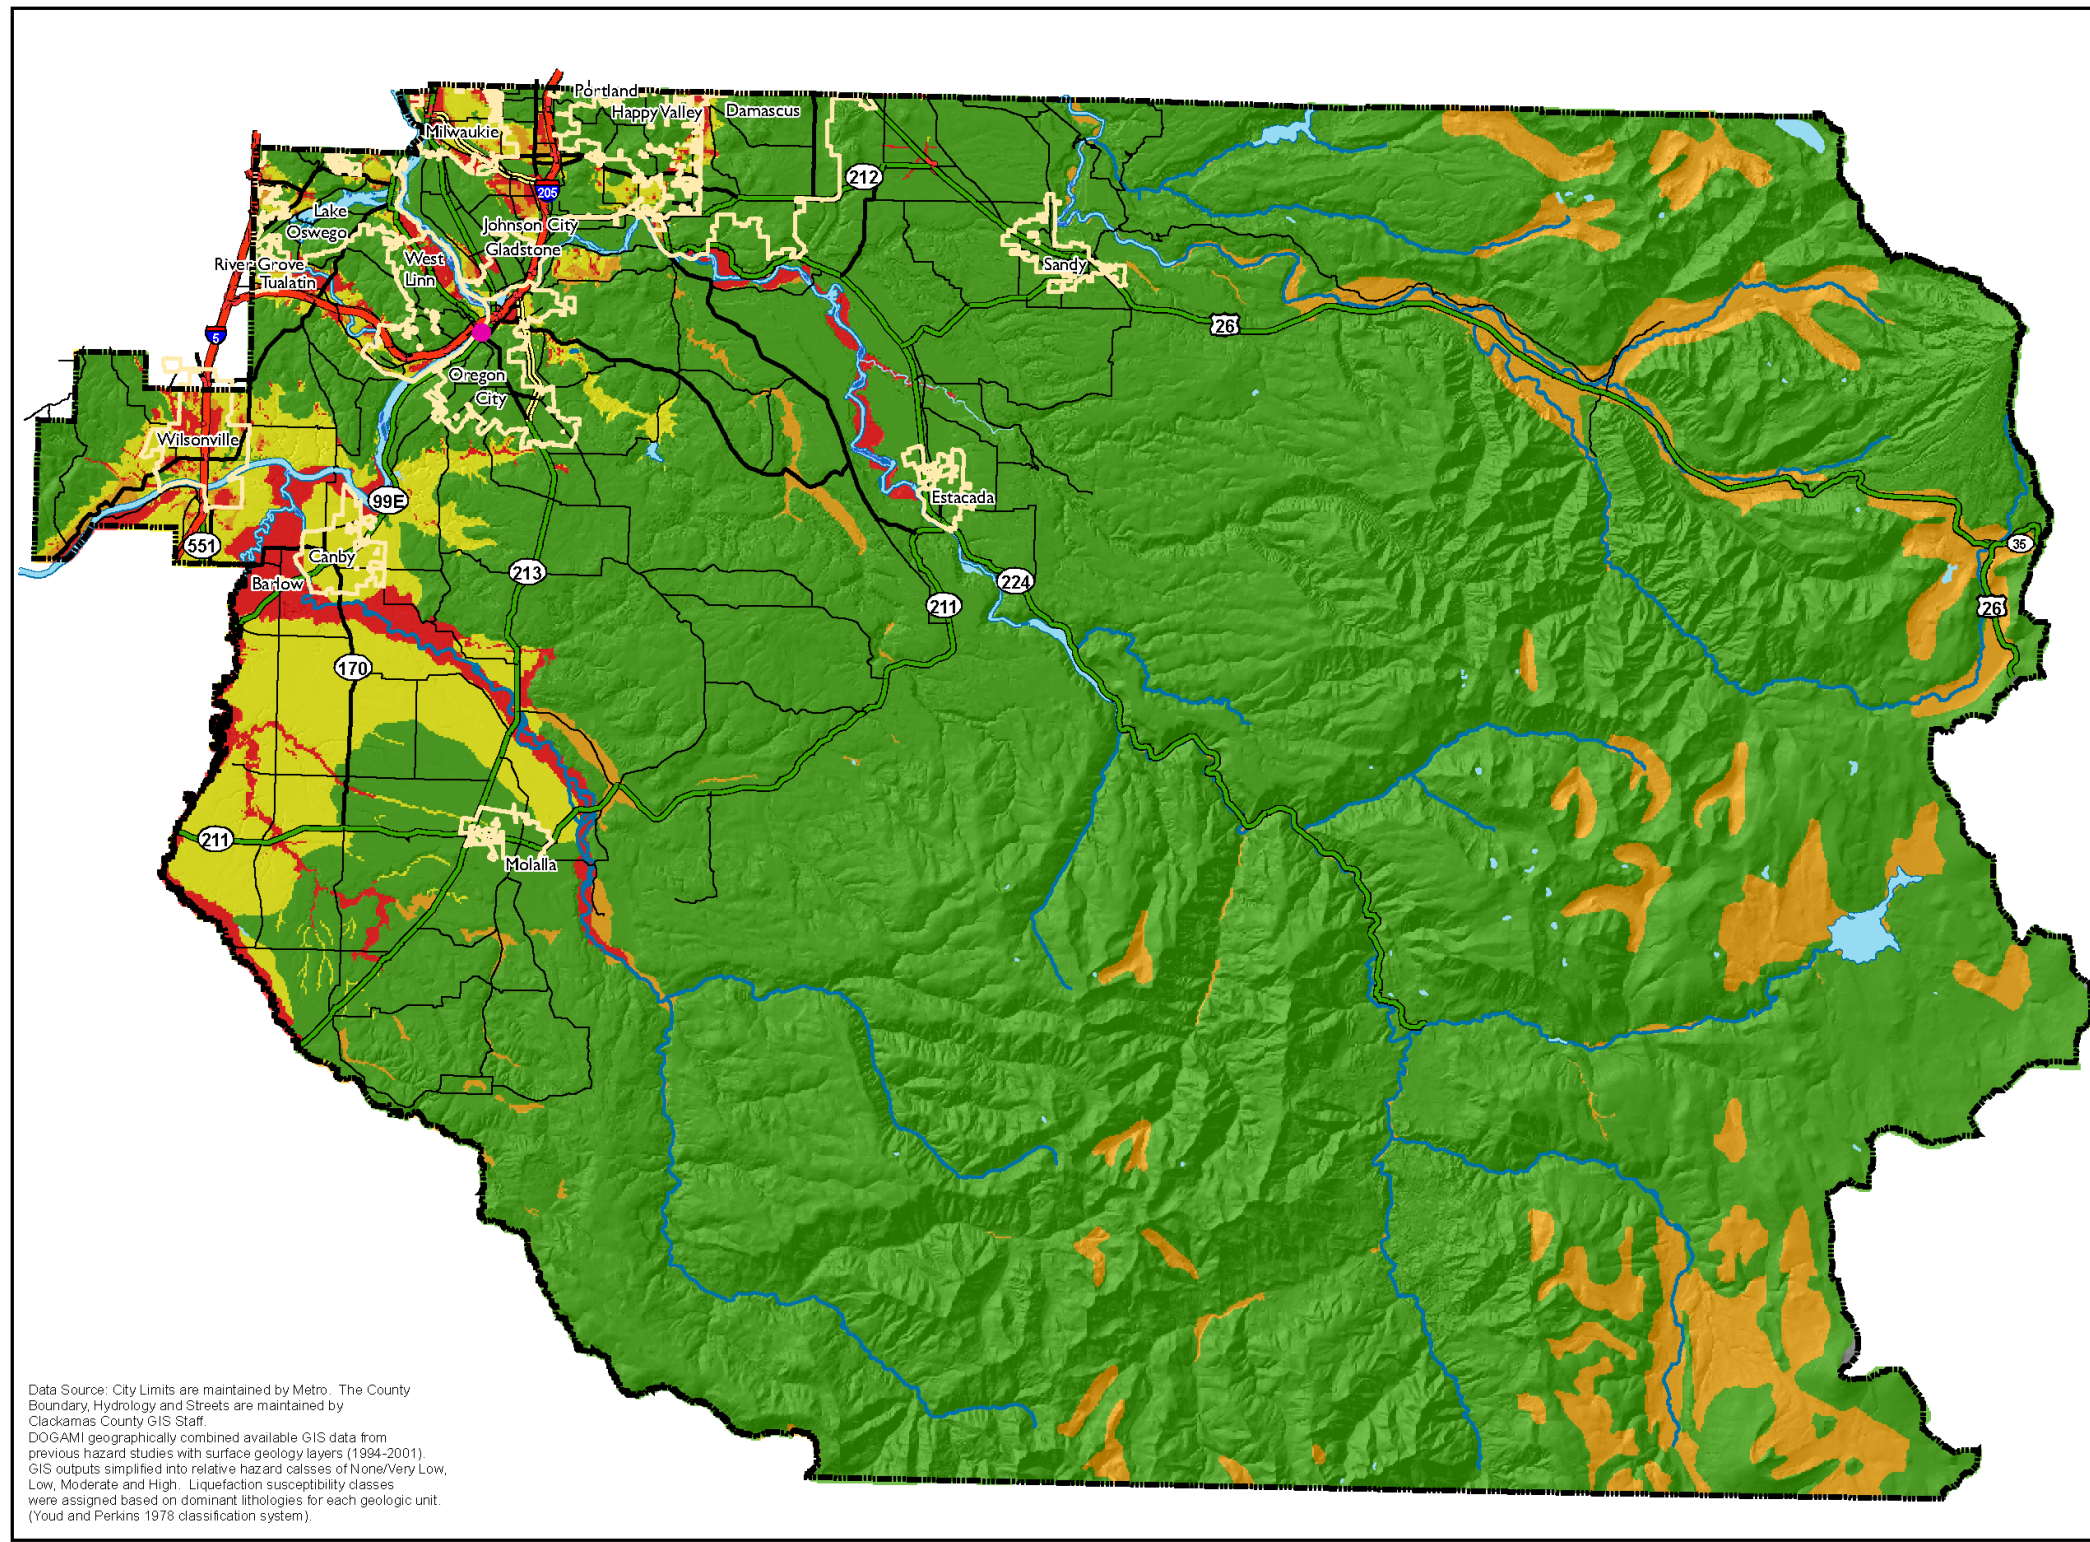 Portland
Happy Valley
Damascus
Milwaukie
212
205
Lake
Oswego
Johnson City
Gladstone
West
Linn
River Grove
Tualatin
Sandy
5
26
Oregon
City
Wilsonville
99E
Estacada
551
Canby
Barlow
213
224
211
35
26
170
211
Molalla
Data Source: City Limits are maintained by Metro. The County
Boundary, Hydrology and Streets are maintained by
Clackamas County GIS Staff.
DOGAMI geographically combined available GIS data from
previous hazard studies with surface geology layers (1994-2001).
GIS outputs simplified into relative hazard calsses of None/Very Low,
Low, Moderate and High. Liquefaction susceptibility classes
were assigned based on dominant lithologies for each geologic unit.
(Youd and Perkins 1978 classification system).